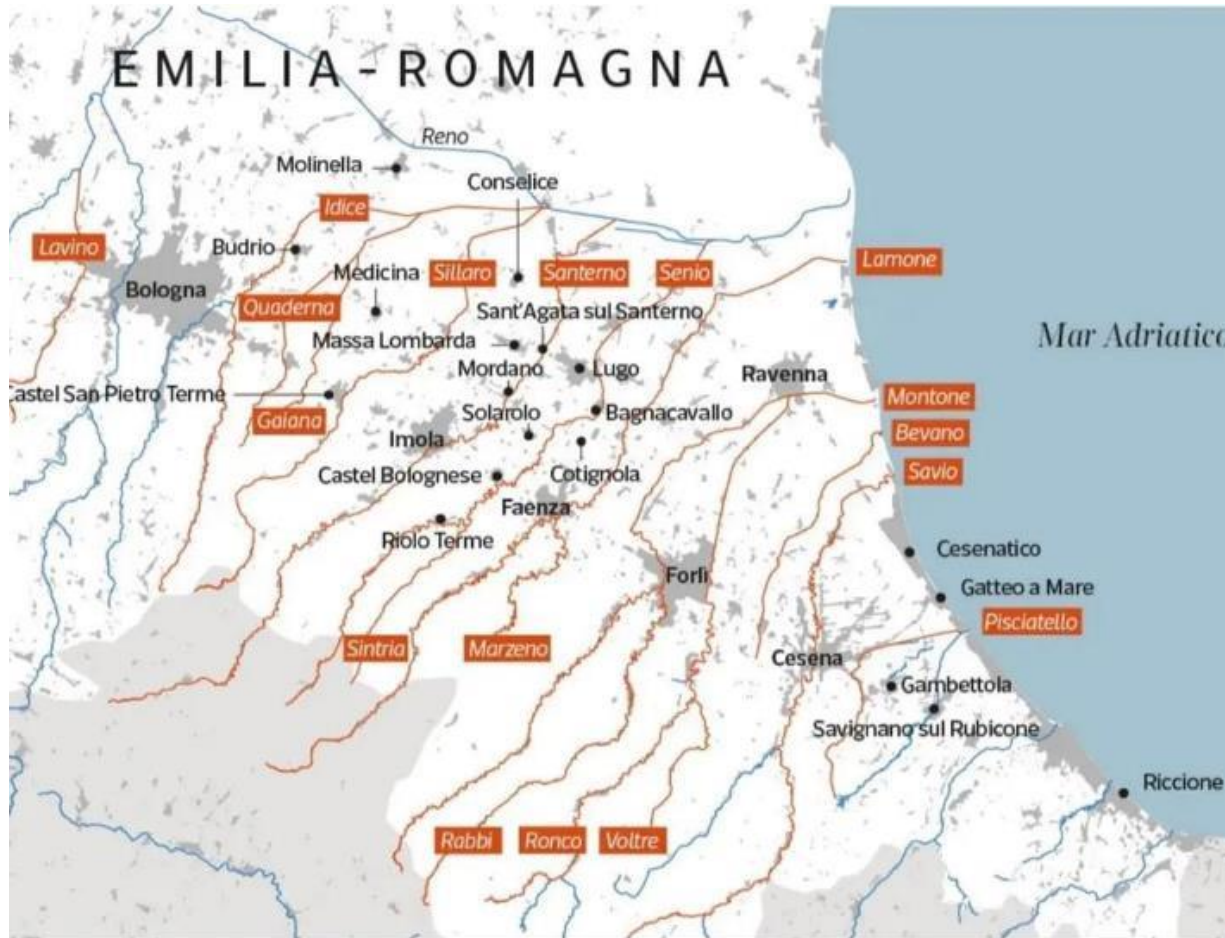 EMILIA-ROMAGNA
Reno
Molinella
Conselice
Idice
Lavino
Budrio
Medicina
Sillaro
Santerno
Senio
Lamone
Bologna
Quaderna
Sant'Agata sul Santerno
Mar Adriatico
Massa Lombarda
Mordano
Lugo
Ravenna
astel San Pietro Terme
Montone
Gaiana
Solarolo
Bagnacavallo
Imola
Bevano
Castel Bolognese
Cotignola
Savio
Faenza
Riolo Terme
Cesenatico
Forlì
Gatteo a Mare
Pisciatello
Sintria
Marzeno
Cesena
Gambettola
Savignano sul Rubicone
Riccione
Rabbi
Ronco
Voltre